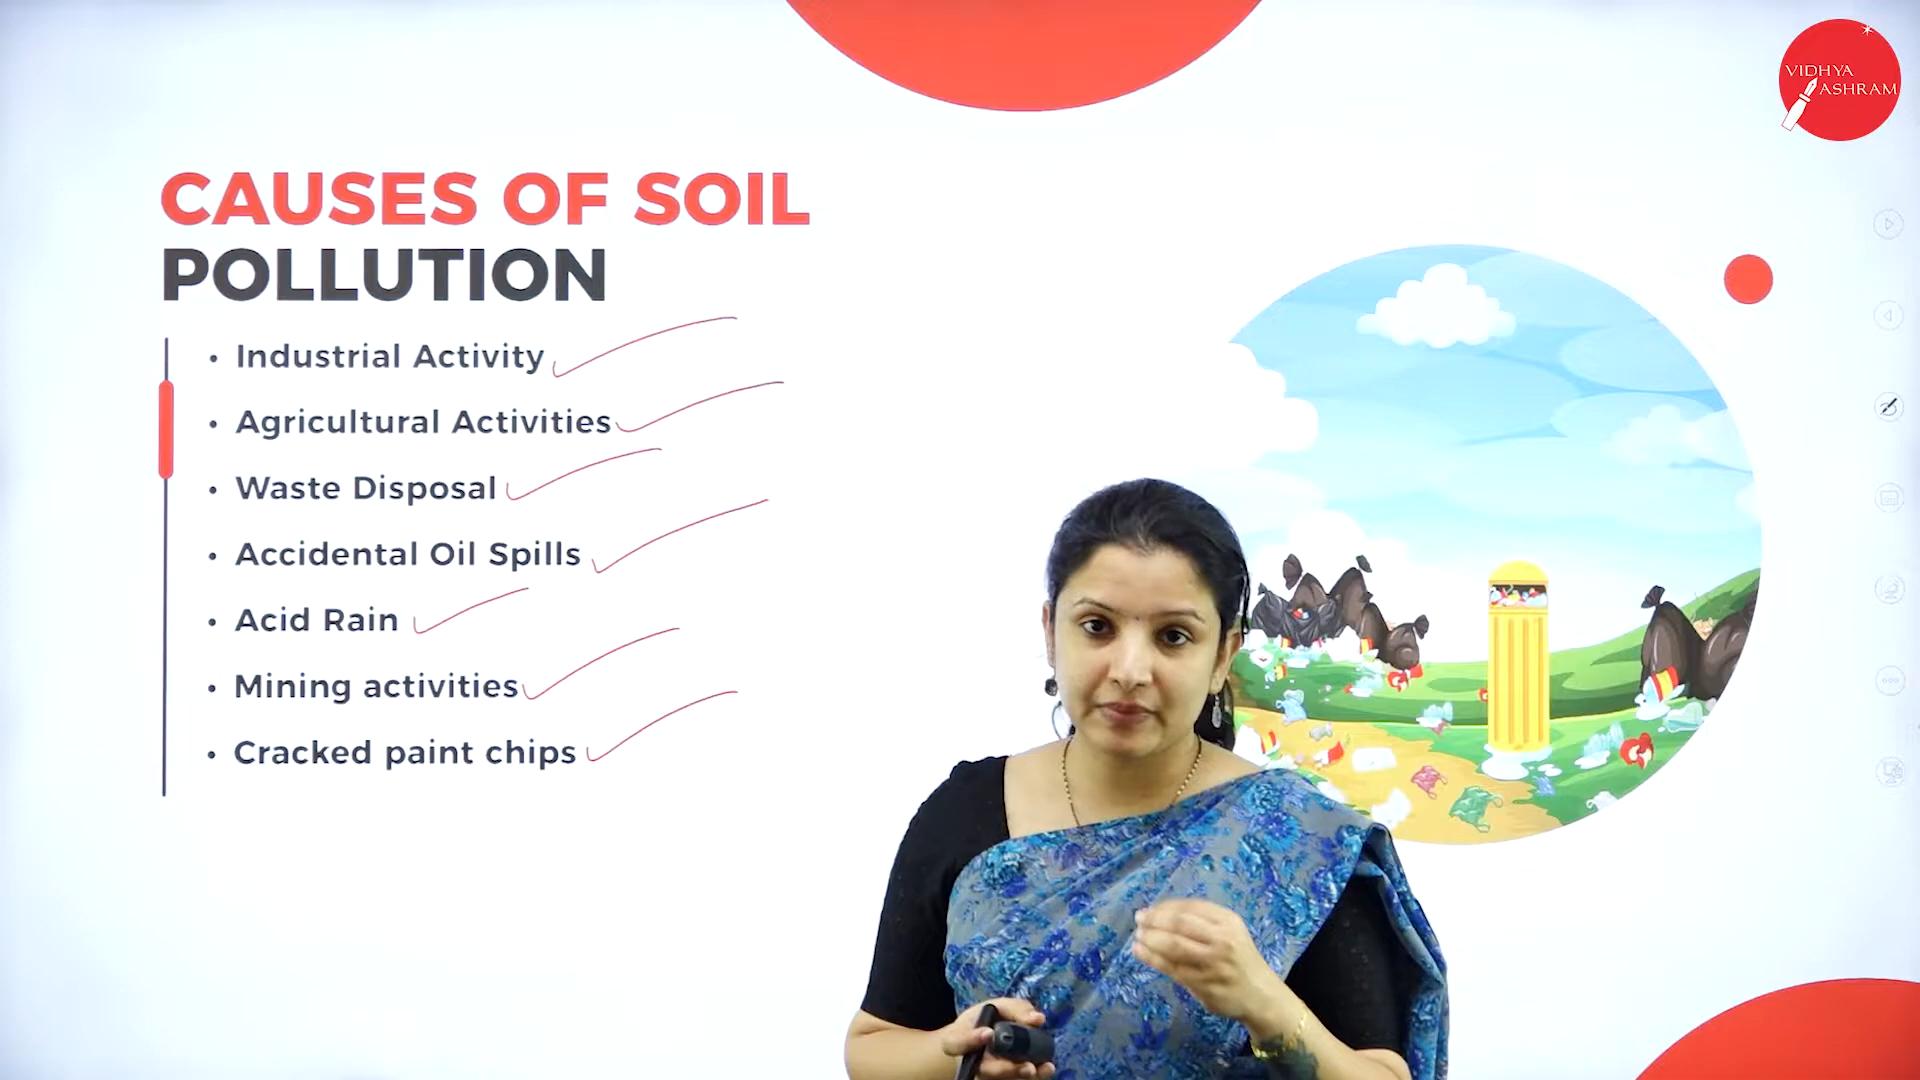 VIDHYA
ASHRAM
CAUSES OF SOIL
POLLUTION
• Industrial Activity
• Agricultural Activities
• Waste Disposal
• Accidental Oil Spills
• Acid Rain
• Mining activities
• Cracked paint chips